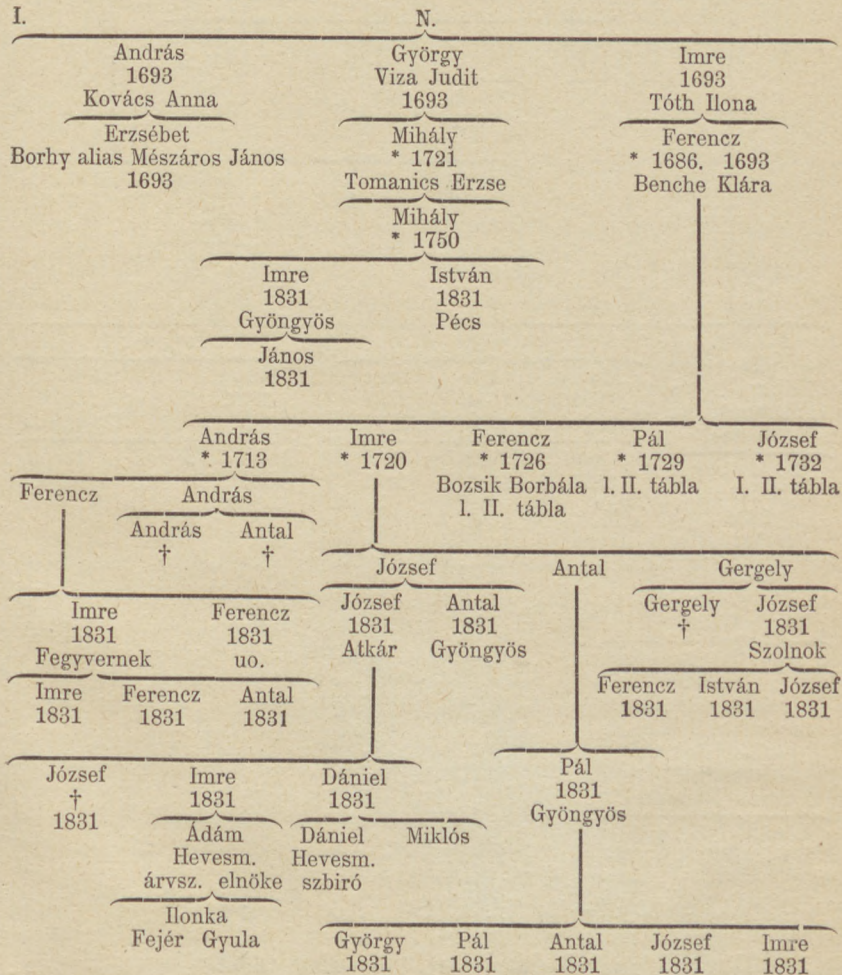 I. N.
András György Imre
1693 Viza Judit 1693
Kovács Anna 1693 Tóth Ilona
Erzsébet Mihály Ferencz
Borhy alias Mészáros János * 1721 * 1686. 1693
1693 Tomanics Erzse Benche Klára
Mihály
* 1750
Imre István
1831 1831
Gyöngyös Pécs
János
1831
András Imre Ferencz Pál József
* 1713 * 1720 * 1726 * 1729 * 1732
Bozsik Borbála l. II. tábla I. II. tábla
l. II. tábla
Ferencz András
András Antal
† †
József Antal Gergely
Imre Ferencz József Antal Gergely József
1831 1831 1831 1831 † 1831
Fegyvernek uo. Atkár Gyöngyös Szolnok
Imre Ferencz Antal Ferencz István József
1831 1831 1831 1831 1831 1831
József Imre Dániel Pál
† 1831 1831 1831
1831 Gyöngyös
Ádám Dániel Miklós
Hevesm. Hevesm.
árvsz. elnöke szbiró
Ilonka
Fejér Gyula
György Pál Antal József Imre
1831 1831 1831 1831 1831